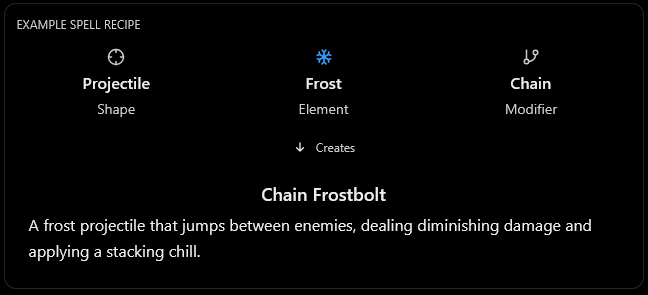 EXAMPLE SPELL RECIPE
Projectile Frost Chain
Shape Element Modifier
Creates
Chain Frostbolt
A frost projectile that jumps between enemies, dealing diminishing damage and
applying a stacking chill.